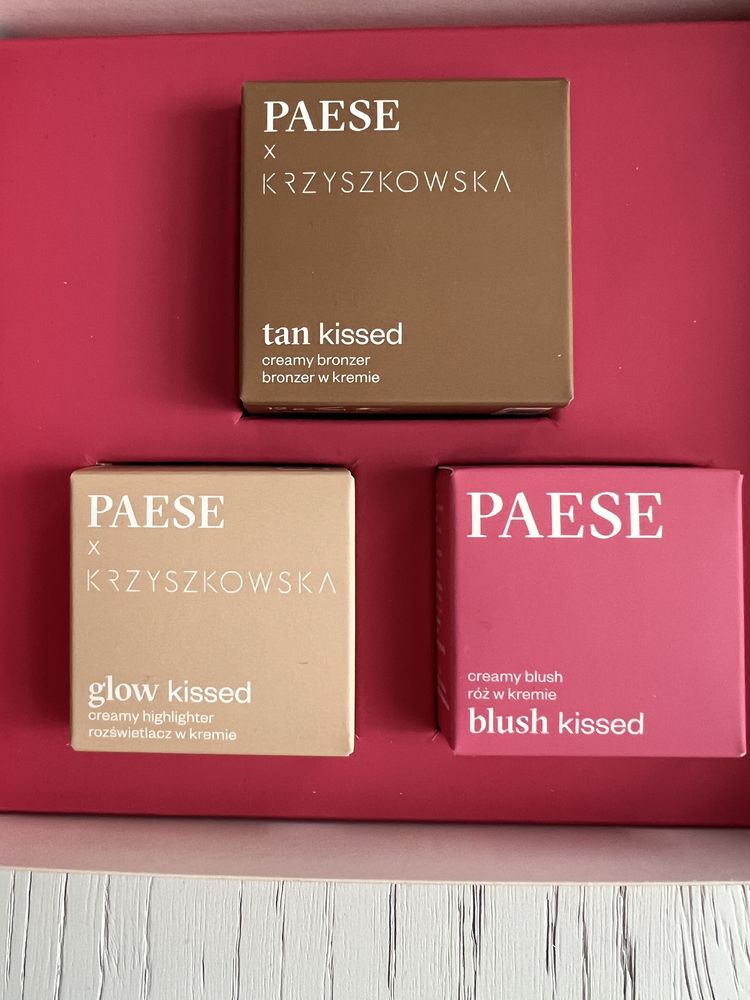 PAESE
x
KRZYSZKOWSKA
tan kissed
creamy bronzer
bronzer w kremie
PAESE
x
KRZYSZKOWSKA
glow kissed
creamy highlighter
rozświetlacz w kremie
PAESE
creamy blush
róż w kremie
blush kissed